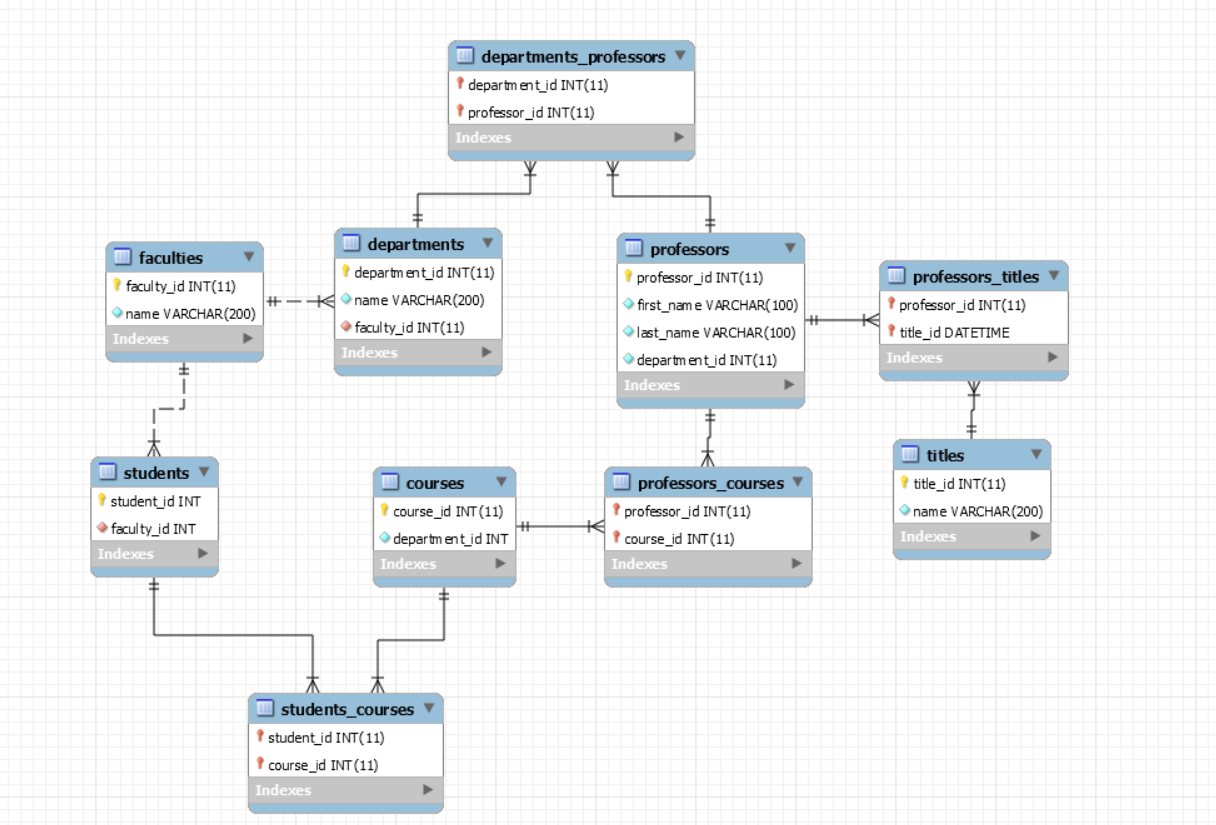 departments_professors
department_id INT(11)
professor_id INT(11)
Indexes
faculties
faculty_id INT(11)
name VARCHAR(200)
Indexes
departments
department_id INT(11)
name VARCHAR(200)
faculty_id INT(11)
Indexes
professors
professor_id INT(11)
first_name VARCHAR(100)
last_name VARCHAR(100)
department_id INT(11)
Indexes
professors_titles
professor_id INT(11)
title_id DATETIME
Indexes
students
student_id INT
faculty_id INT
Indexes
courses
course_id INT(11)
department_id INT
Indexes
professors_courses
professor_id INT(11)
course_id INT(11)
Indexes
titles
title_id INT(11)
name VARCHAR(200)
Indexes
students_courses
student_id INT(11)
course_id INT(11)
Indexes